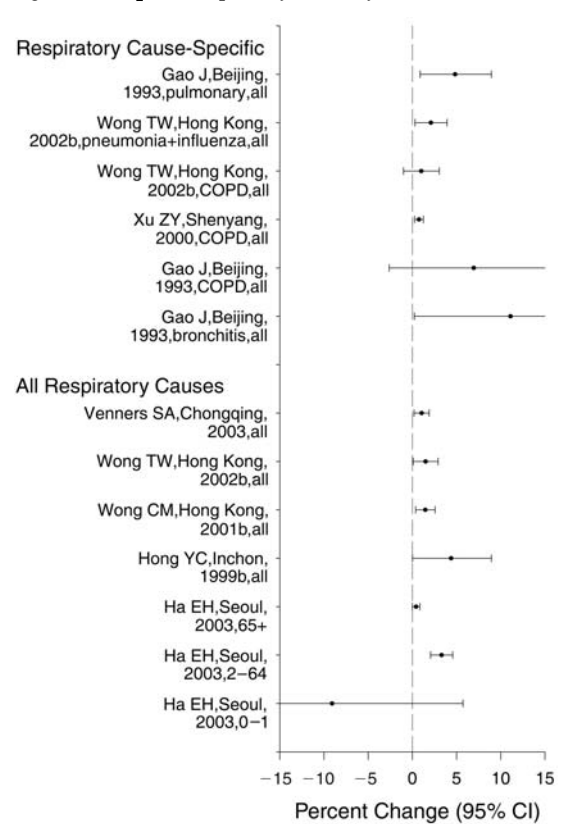 Respiratory Cause-Specific
Gao J,Beijing,
1993,pulmonary,all
Wong TW,Hong Kong,
2002b,pneumonia+influenza,all
Wong TW,Hong Kong,
2002b,COPD,all
Xu ZY,Shenyang,
2000,COPD,all
Gao J,Beijing,
1993,COPD,all
Gao J,Beijing,
1993,bronchitis,all
All Respiratory Causes
Venners SA,Chongqing,
2003,all
Wong TW,Hong Kong,
2002b,all
Wong CM,Hong Kong,
2001b,all
Hong YC,Inchon,
1999b,all
Ha EH,Seoul,
2003,65+
Ha EH,Seoul,
2003,2−64
Ha EH,Seoul,
2003,0−1
−15 −10 −5 0 5 10 15
Percent Change (95% CI)